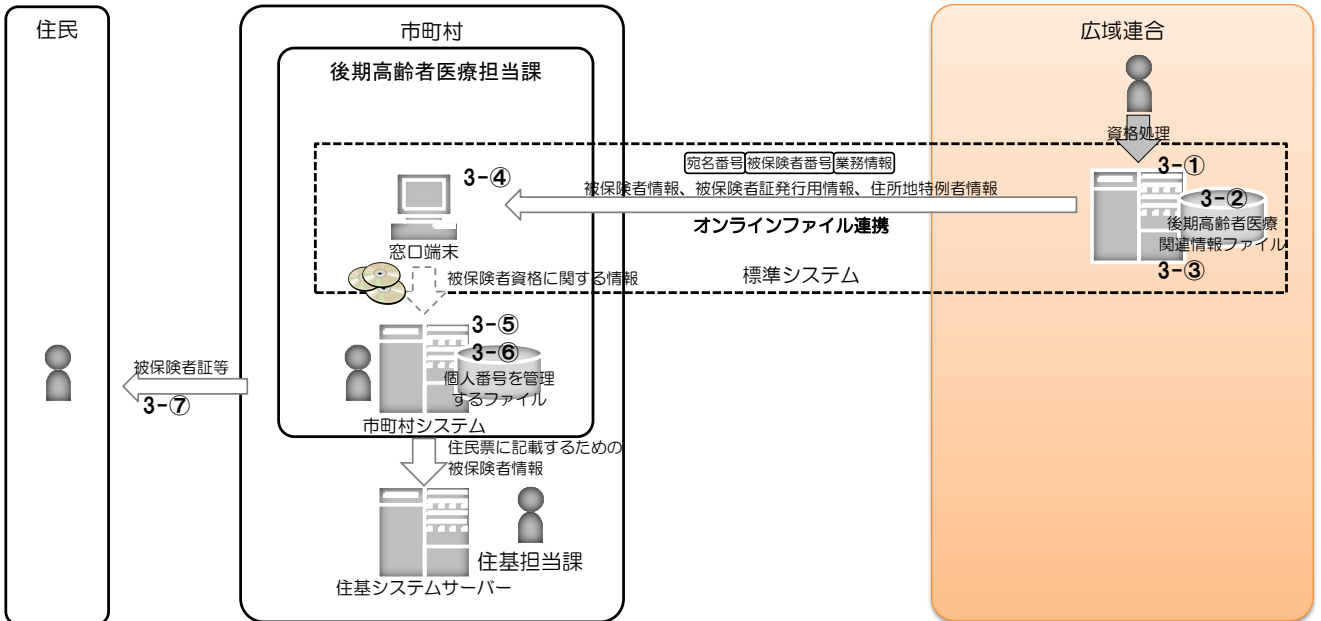 住民
市町村
広域連合
後期高齢者医療担当課
資格処理
宛名番号 被保険者番号 業務情報
3-①
3-④
被保険者情報、被保険者証発行用情報、住所地特例者情報
3-②
オンラインファイル連携
後期高齢者医療
関連情報ファイル
窓口端末
3-③
被保険者資格に関する情報
標準システム
3-⑤
3-⑥
被保険者証等
個人番号を管理
するファイル
3-⑦
市町村システム
住民票に記載するための
被保険者情報
住基担当課
住基システムサーバー